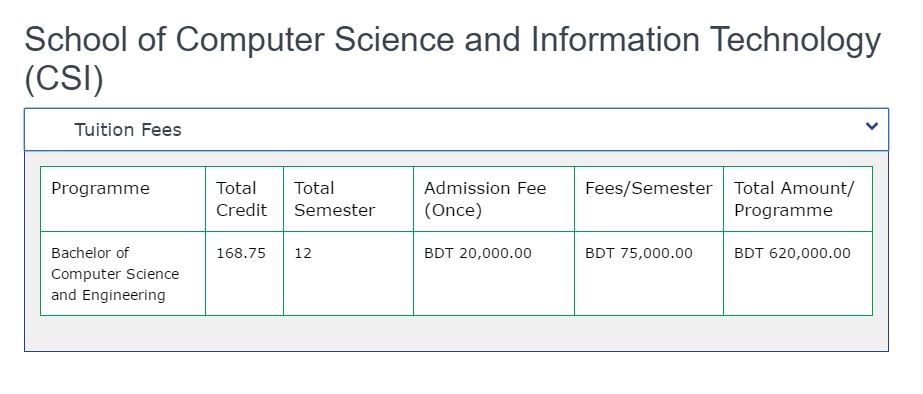 School of Computer Science and Information Technology
(CSI)
Tuition Fees
Programme
Total
Credit
Total
Semester
Admission Fee
(Once)
Fees/Semester
Total Amount/
Programme
Bachelor of
Computer Science
and Engineering
168.75
12
BDT 20,000.00
BDT 75,000.00
BDT 620,000.00